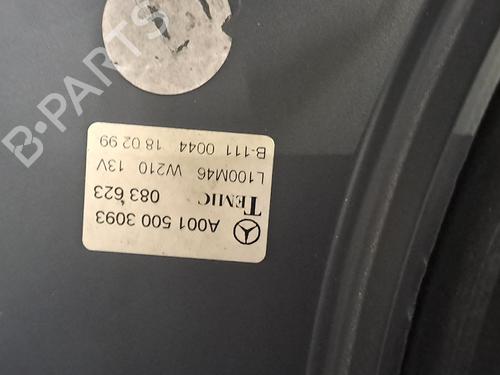 A001 500 3093
TEMIC 083 623
L100M46 W210 13V
B-111 0044 18 02 99
B-PARTS